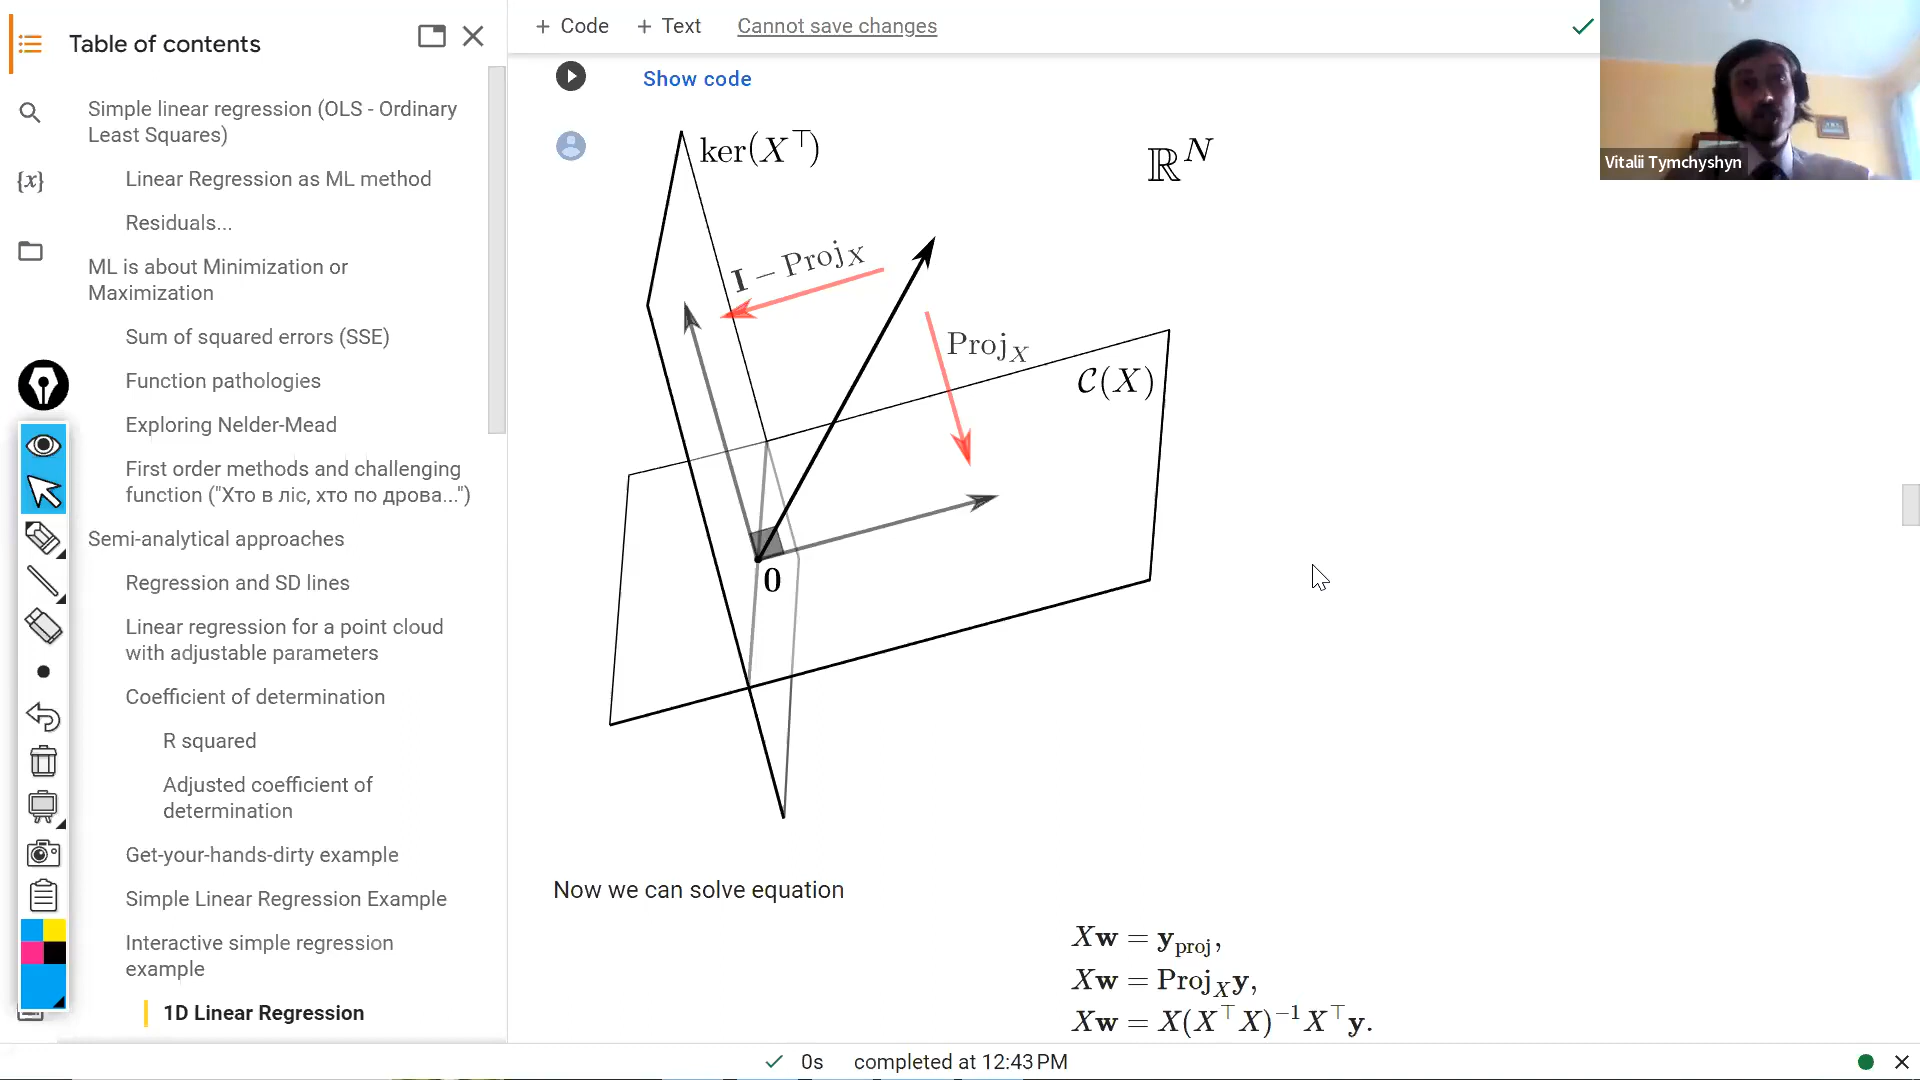 Table of contents
+ Code
+ Text
Cannot save changes
Show code
Simple linear regression (OLS - Ordinary
Least Squares)
Linear Regression as ML method
{x}
Residuals...
ML is about Minimization or
Maximization
Sum of squared errors (SSE)
Function pathologies
Exploring Nelder-Mead
First order methods and challenging
function ("Хто в ліс, хто по дрова...")
Semi-analytical approaches
Regression and SD lines
Linear regression for a point cloud
with adjustable parameters
Coefficient of determination
R squared
Adjusted coefficient of
determination
Get-your-hands-dirty example
Simple Linear Regression Example
Interactive simple regression
example
1D Linear Regression
ker(X⊤)
ℝᴺ
Vitalii Tymchyshyn
I − Proj_X
Proj_X
𝒞(X)
0
Now we can solve equation
Xw = y_proj,
Xw = Proj_X y,
Xw = X(X⊤X)⁻¹X⊤y.
0s completed at 12:43 PM